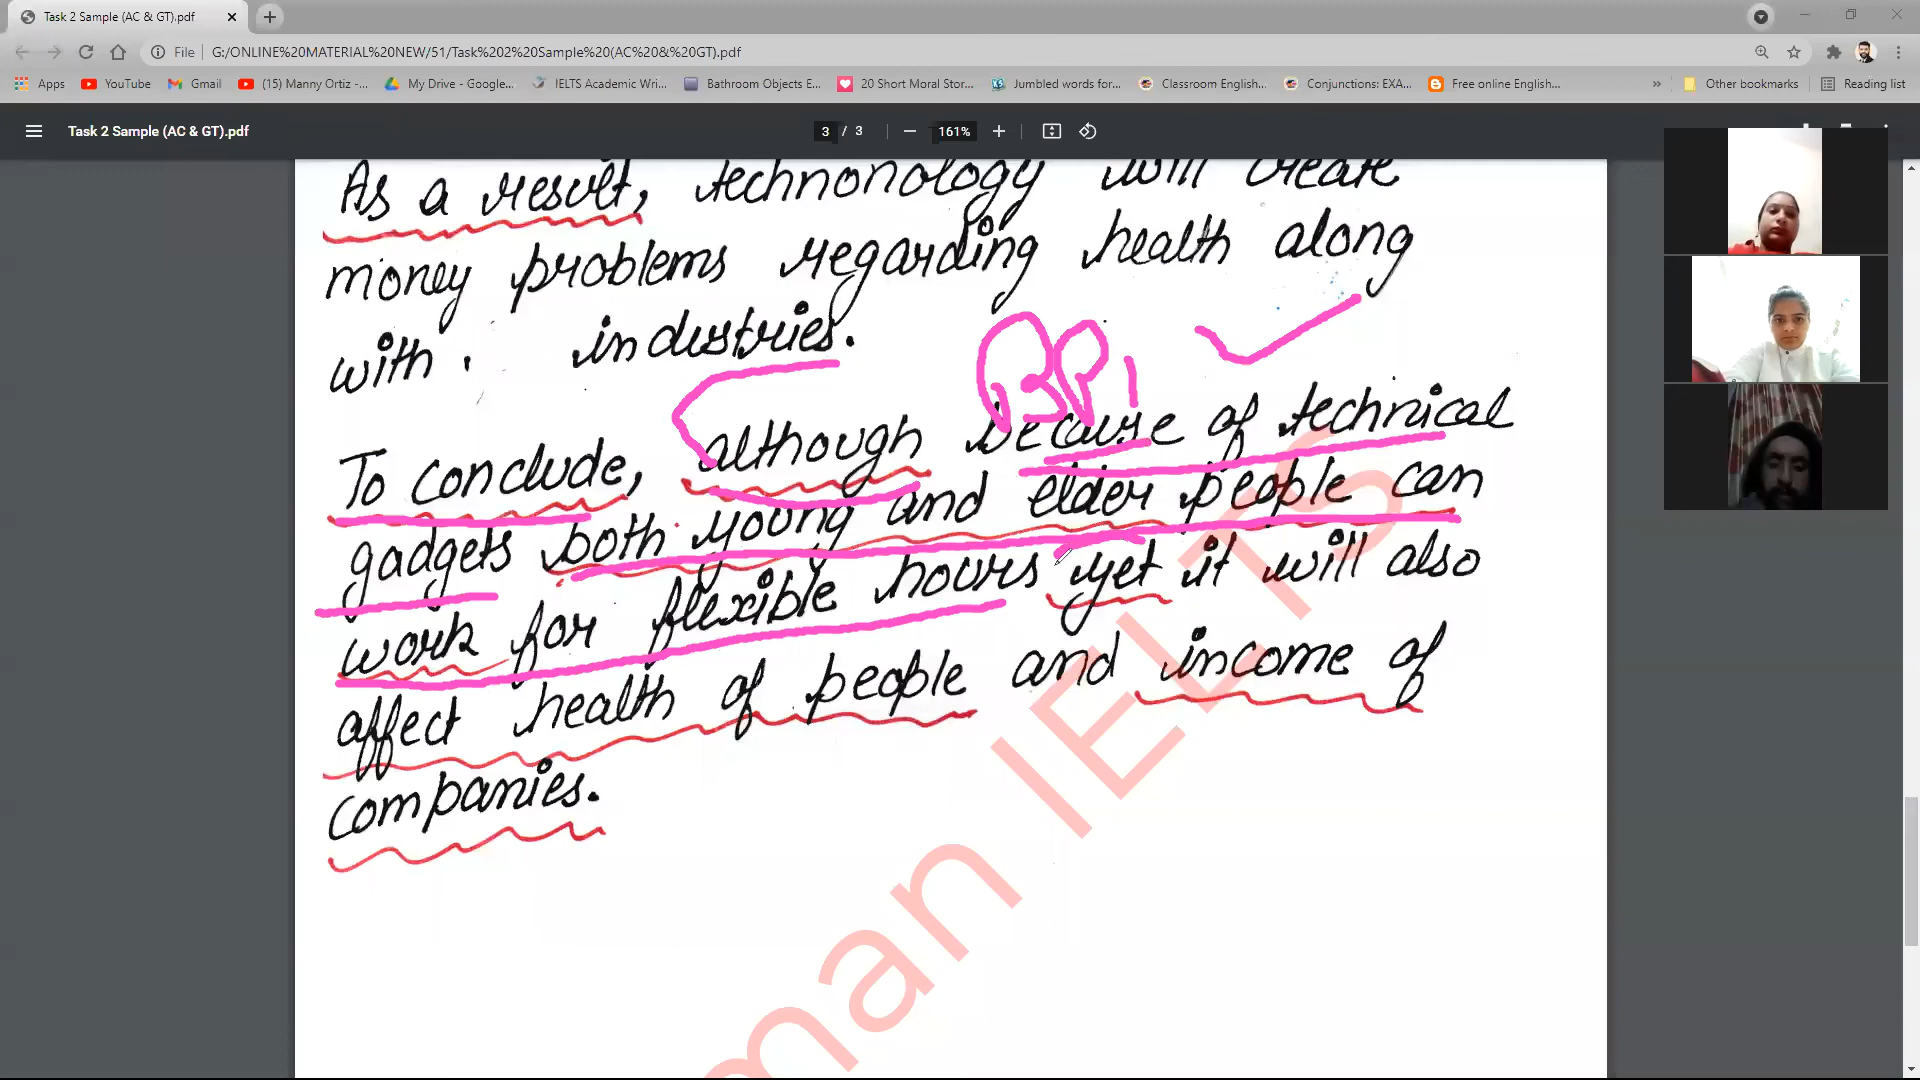 Task 2 Sample (AC & GT).pdf
File G:/ONLINE%20MATERIAL%20NEW/51/Task%202%20Sample%20(AC%20&%20GT).pdf
Apps YouTube Gmail (15) Manny Ortiz -... My Drive - Google... IELTS Academic Wri... Bathroom Objects E... 20 Short Moral Stor... Jumbled words for... Classroom English... Conjunctions: EXA... Free online English... » Other bookmarks Reading list
Task 2 Sample (AC & GT).pdf 3 / 3 161%
As a result, technonology will create
money problems regarding health along
with. industries.
BP1
To conclude, although because of technical
gadgets both young and elder people can
work for flexible hours yet it will also
affect health of people and income of
companies.
man IELTS